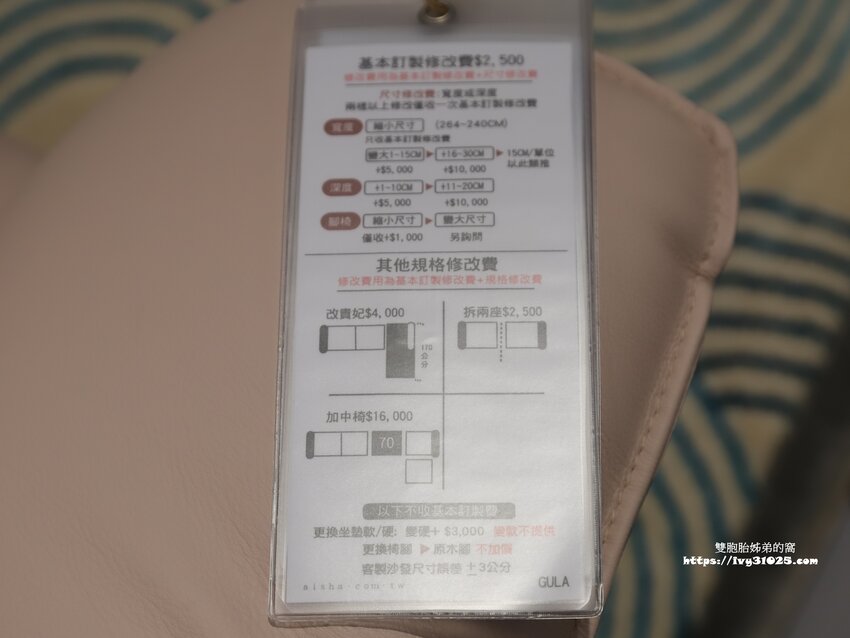 基本訂製修改費$2,500
修改費用為基本訂製修改費+尺寸修改費
尺寸修改費:寬度或深度
兩種以上修改僅收一次基本訂製修改費
寬度 縮小尺寸 (264~240CM)
只收基本訂製修改費
變大1~15CM ▶ +16~30CM ▶ 15CM/單位
+$5,000 +$10,000 以此類推
深度 +1~10CM ▶ +11~20CM
+$5,000 +$10,000
腳椅 縮小尺寸 ▶ 變大尺寸
僅收+$1,000 另詢問
其他規格修改費
修改費用為基本訂製修改費+規格修改費
改貴妃$4,000 拆兩座$2,500
170公分
加中椅$16,000
70
以下不收基本訂製費
更換坐墊軟/硬: 變硬+ $3,000 變軟不提供
更換椅腳 ▶ 原木腳 不加價
客製沙發尺寸誤差 ±3公分
aisha.com.tw GULA
雙胞胎姊弟的窩
https://ivy31025.com